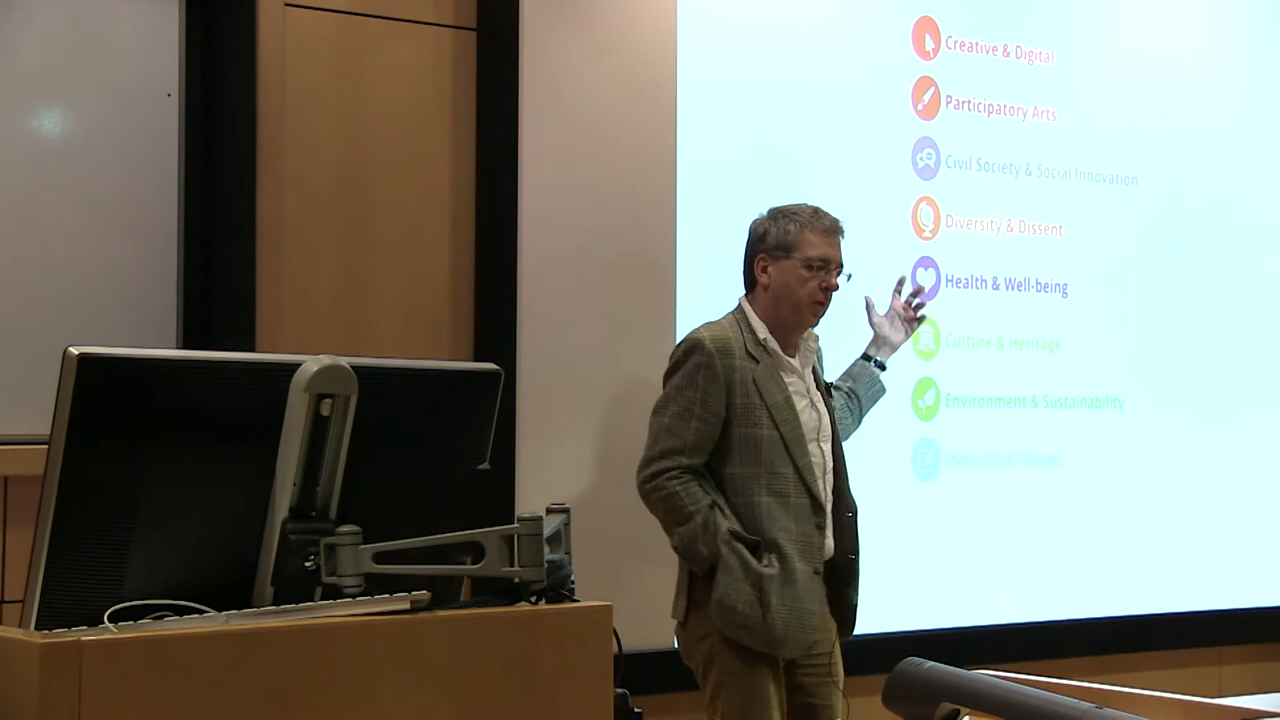 Creative & Digital
Participatory Arts
Civil Society & Social Innovation
Diversity & Dissent
Health & Well-being
Culture & Heritage
Environment & Sustainability